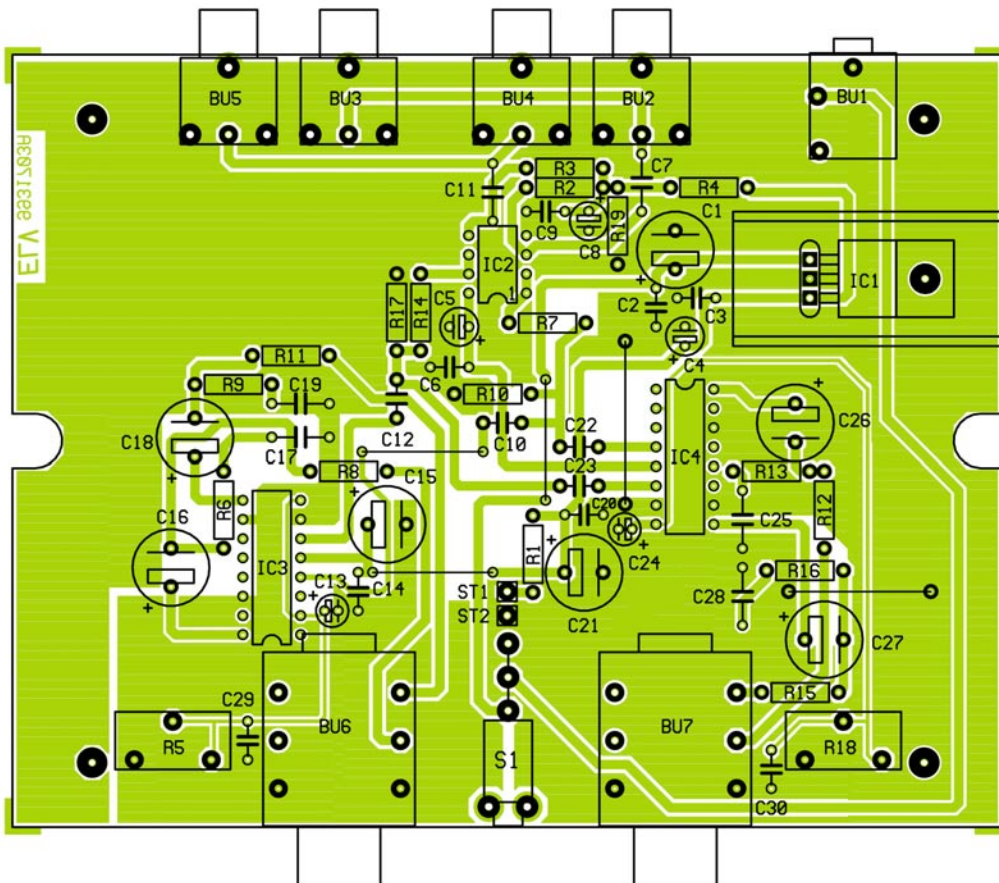 BU5
BU3
BU4
BU2
BU1
ELV 9931703A
R3
C7
C11
R2
R4
C9
R19
C1
C8
IC2
IC1
+
1
C5
R17
R14
R7
C2
C3
+
C4
R11
C6
R9
C19
R10
+
C26
C18
C12
C10
C22
C17
IC4
R8
C15
C23
R13
R6
C16
C20
R12
C25
R1
C24
IC3
C13
C14
R16
ST1
C28
ST2
C21
C27
R15
C29
BU6
BU7
R5
S1
R18
C30